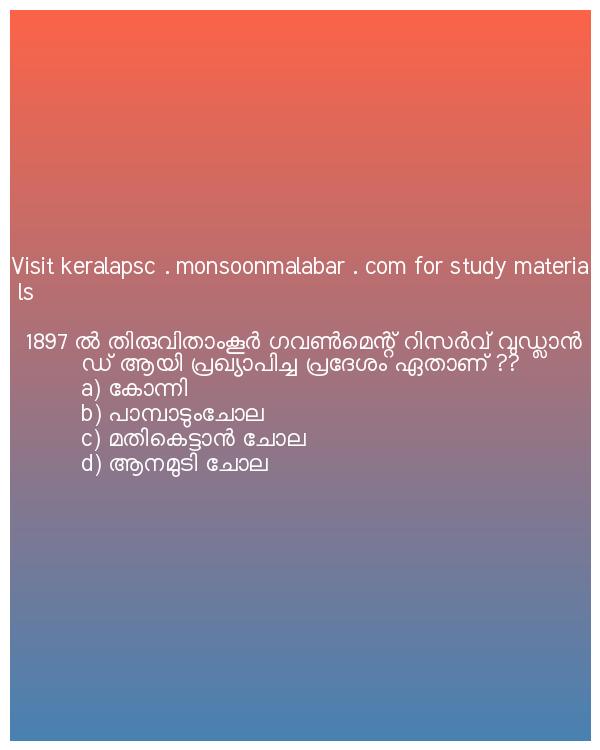 Visit keralapsc . monsoonmalabar . com for study materia
ls
1897 ൽ തിരുവിതാംകൂർ ഗവൺമെന്റ് റിസർവ് വുഡ്ലാൻ
ഡ് ആയി പ്രഖ്യാപിച്ച പ്രദേശം ഏതാണ് ??
a) കോന്നി
b) പാമ്പാടുംചോല
c) മതികെട്ടാൻ ചോല
d) ആനമുടി ചോല